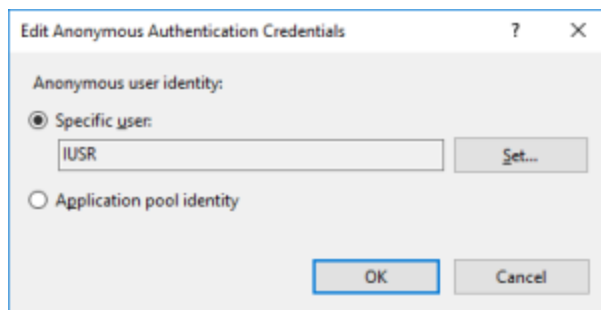 Edit Anonymous Authentication Credentials ? ×
Anonymous user identity:
Specific user:
IUSR
Set...
Application pool identity
OK Cancel